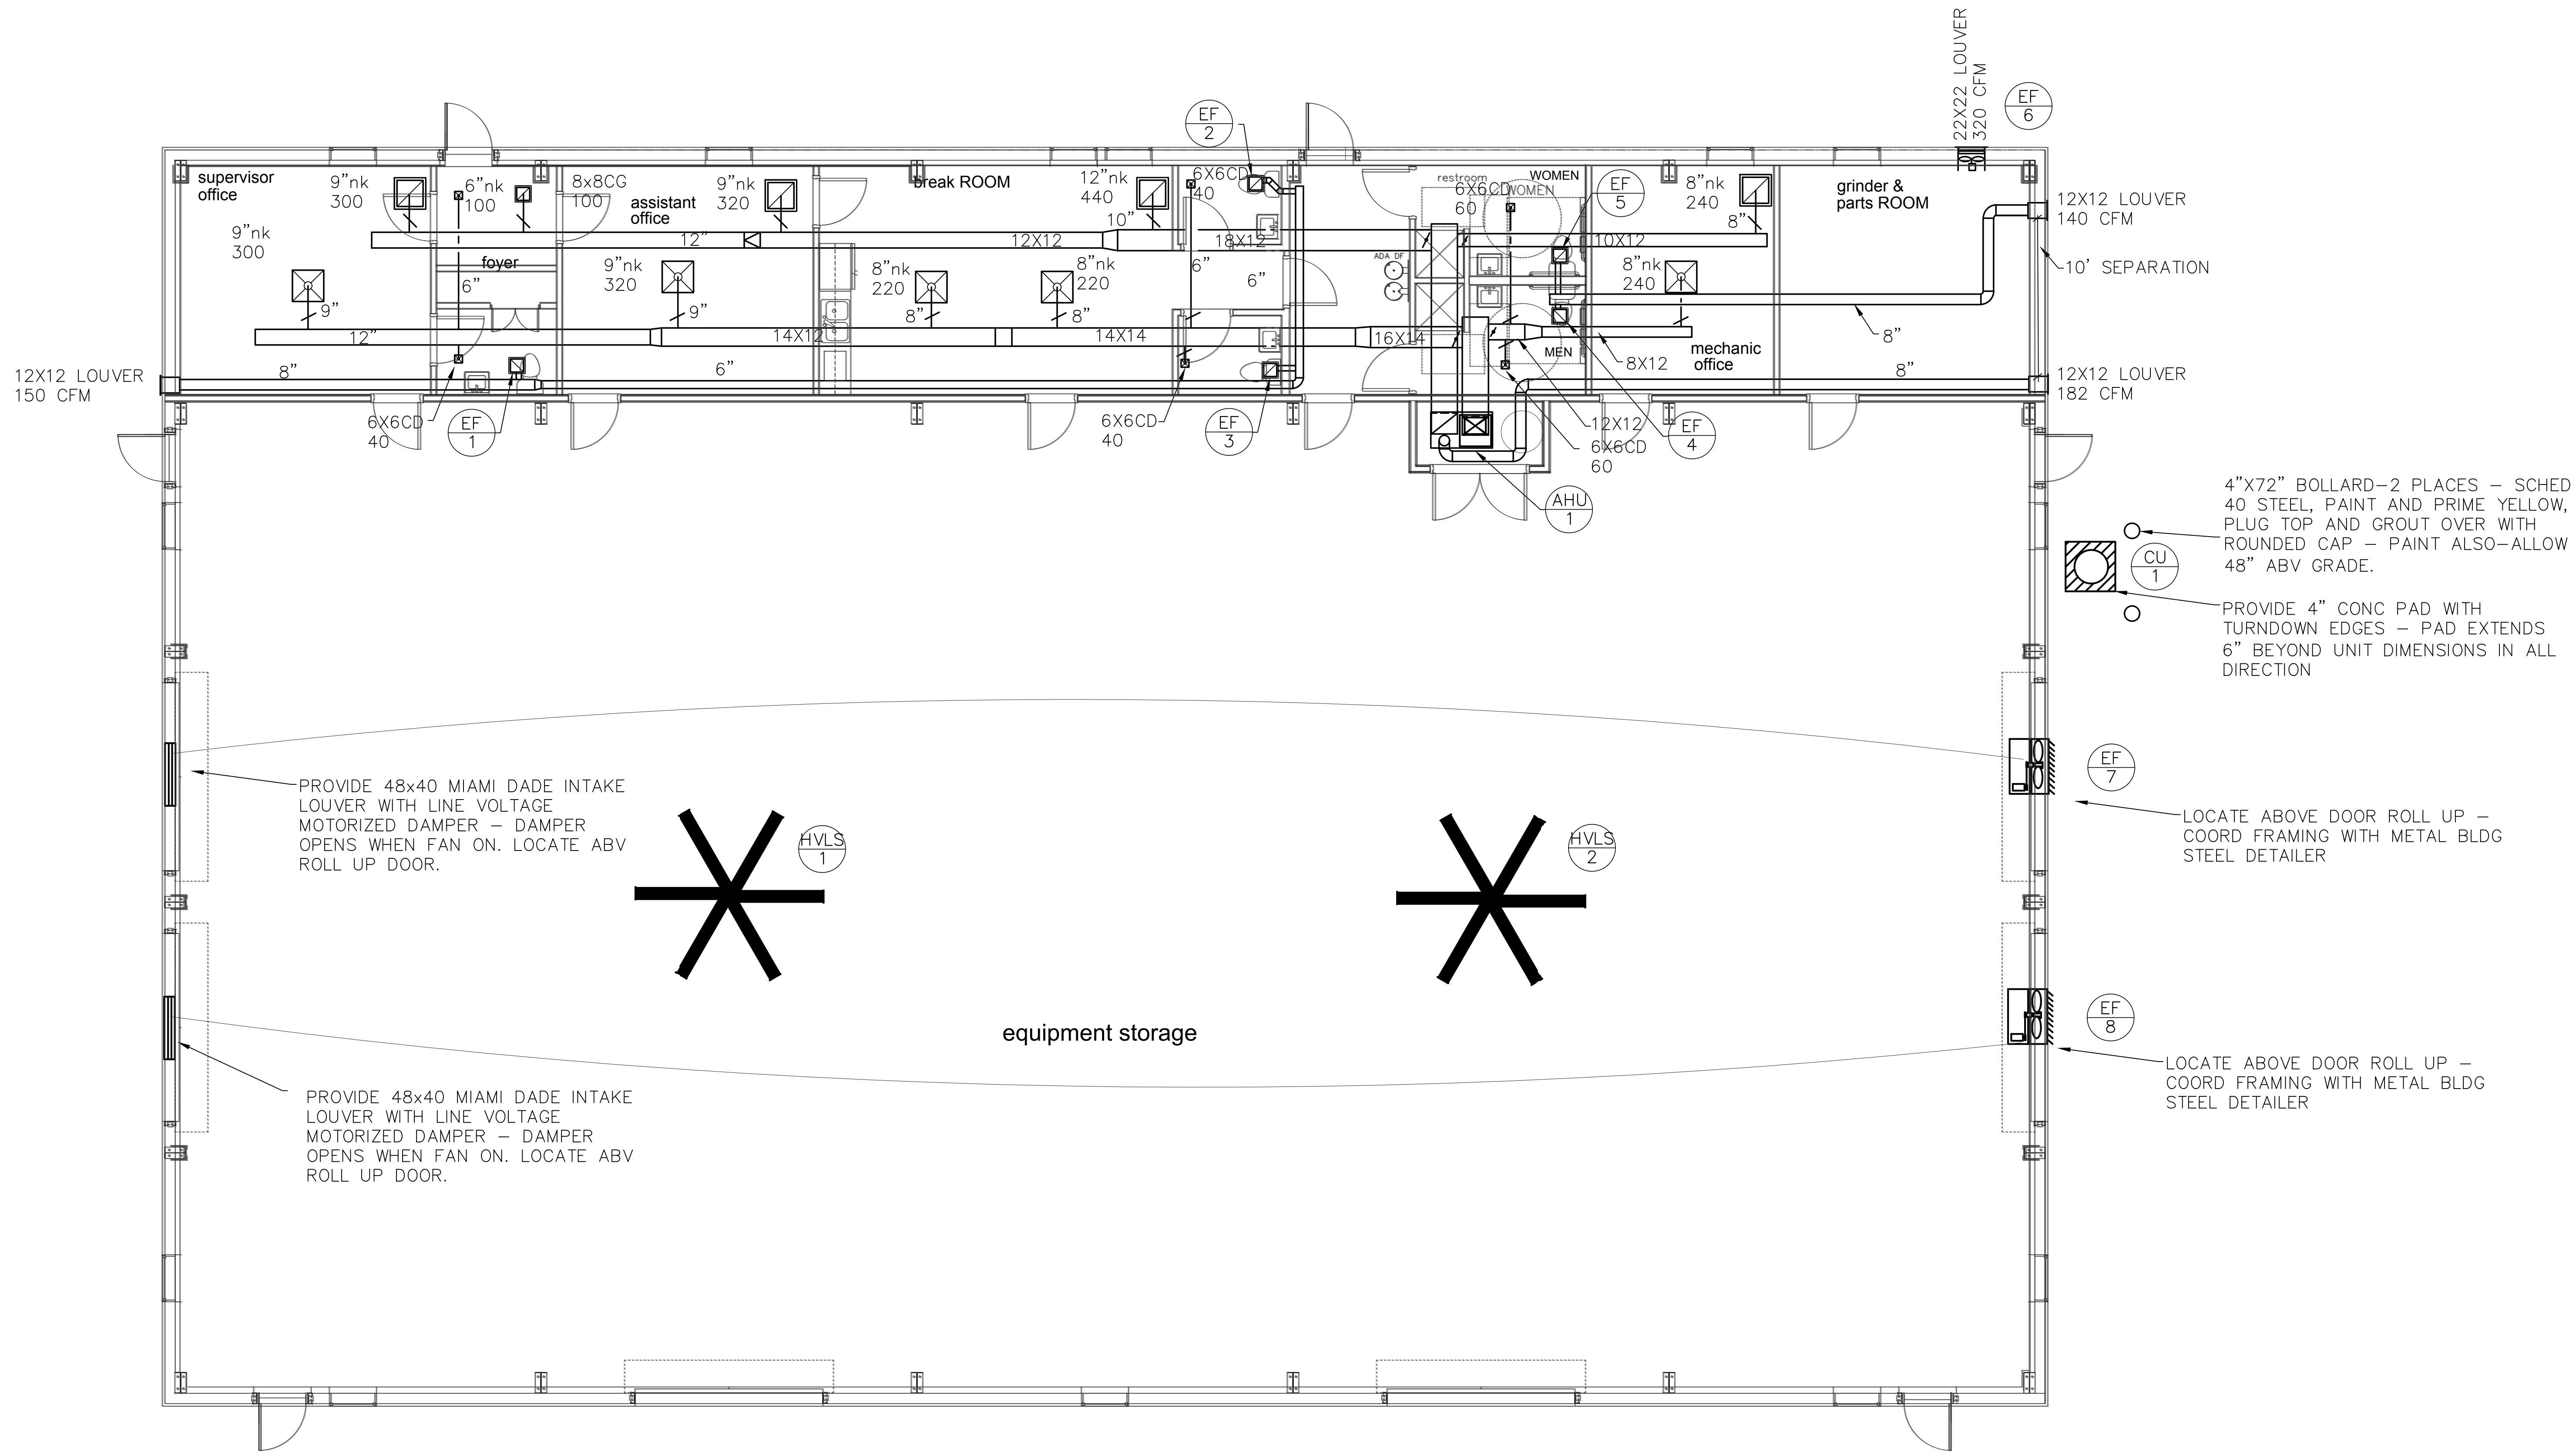 22X22 LOUVER
320 CFM
EF
6
EF
2
supervisor
office
9"nk
300
6"nk
100
8x8CG
100
assistant
office
9"nk
320
break ROOM
12"nk
440
10"
6X6CD
40
restroom
6X6CD
60
WOMEN
WOMEN
EF
5
8"nk
240
8"
grinder &
parts ROOM
12X12 LOUVER
140 CFM
10' SEPARATION
9"nk
300
12"
12X12
18X12
10X12
foyer
6"
9"nk
320
8"nk
220
8"nk
220
6"
6"
ADA DF
8"nk
240
9"
9"
8"
8"
12"
14X12
14X14
16X14
MEN
8X12
mechanic
office
8"
12X12 LOUVER
150 CFM
8"
6"
8"
12X12 LOUVER
182 CFM
6X6CD
40
EF
1
6X6CD
40
EF
3
12X12
6X6CD
60
EF
4
AHU
1
4"X72" BOLLARD-2 PLACES - SCHED
40 STEEL, PAINT AND PRIME YELLOW,
PLUG TOP AND GROUT OVER WITH
ROUNDED CAP - PAINT ALSO-ALLOW
48" ABV GRADE.
CU
1
PROVIDE 4" CONC PAD WITH
TURNDOWN EDGES - PAD EXTENDS
6" BEYOND UNIT DIMENSIONS IN ALL
DIRECTION
PROVIDE 48x40 MIAMI DADE INTAKE
LOUVER WITH LINE VOLTAGE
MOTORIZED DAMPER - DAMPER
OPENS WHEN FAN ON. LOCATE ABV
ROLL UP DOOR.
HVLS
1
HVLS
2
EF
7
LOCATE ABOVE DOOR ROLL UP -
COORD FRAMING WITH METAL BLDG
STEEL DETAILER
equipment storage
EF
8
LOCATE ABOVE DOOR ROLL UP -
COORD FRAMING WITH METAL BLDG
STEEL DETAILER
PROVIDE 48x40 MIAMI DADE INTAKE
LOUVER WITH LINE VOLTAGE
MOTORIZED DAMPER - DAMPER
OPENS WHEN FAN ON. LOCATE ABV
ROLL UP DOOR.